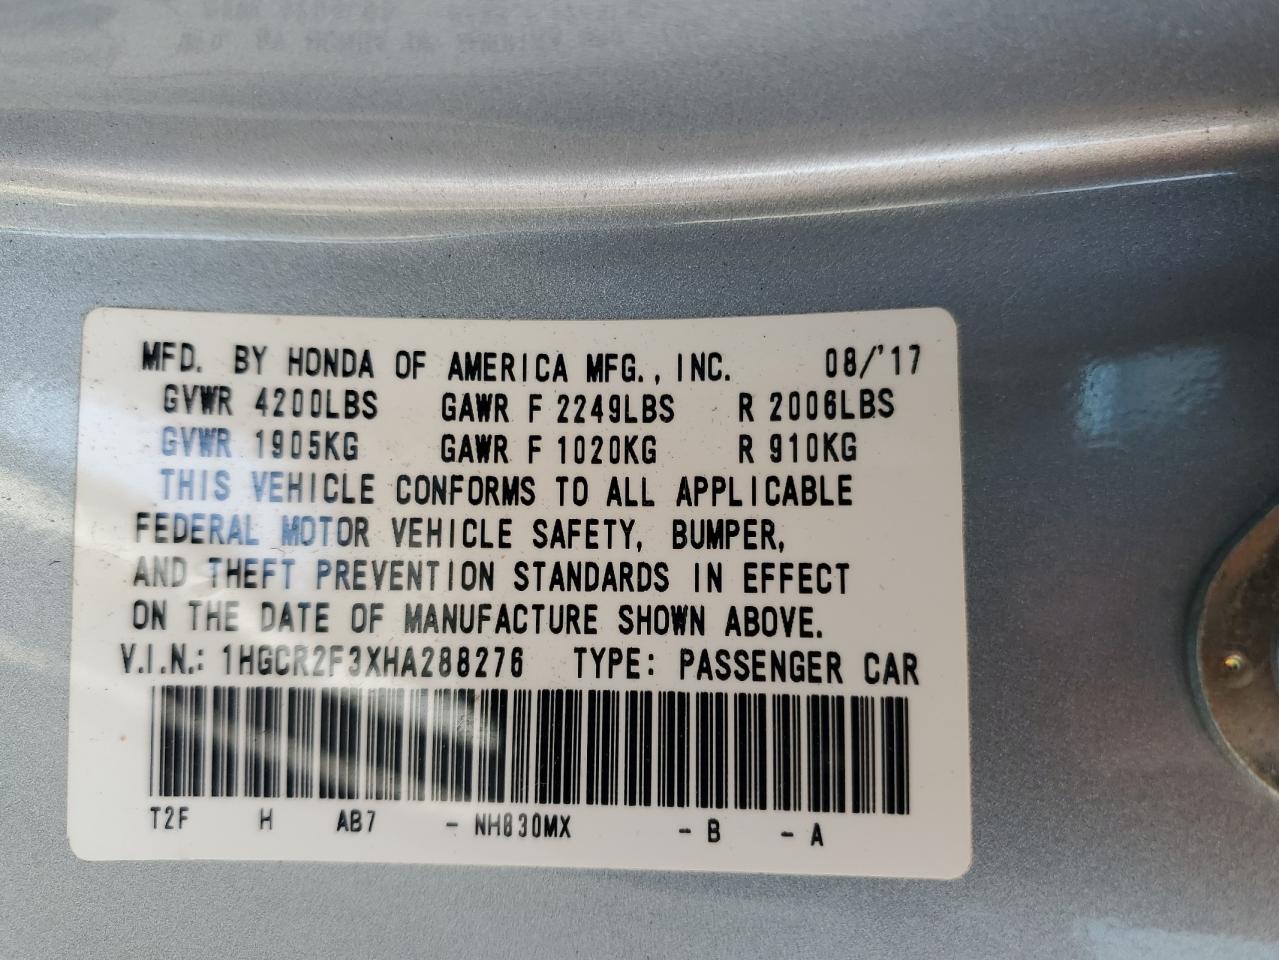 MFD. BY HONDA OF AMERICA MFG., INC. 08/'17
GVWR 4200LBS GAWR F 2249LBS R 2006LBS
GVWR 1905KG GAWR F 1020KG R 910KG
THIS VEHICLE CONFORMS TO ALL APPLICABLE
FEDERAL MOTOR VEHICLE SAFETY, BUMPER,
AND THEFT PREVENTION STANDARDS IN EFFECT
ON THE DATE OF MANUFACTURE SHOWN ABOVE.
V.I.N.: 1HGCR2F3XHA288276 TYPE: PASSENGER CAR
T2F H AB7 - NH830MX - B - A